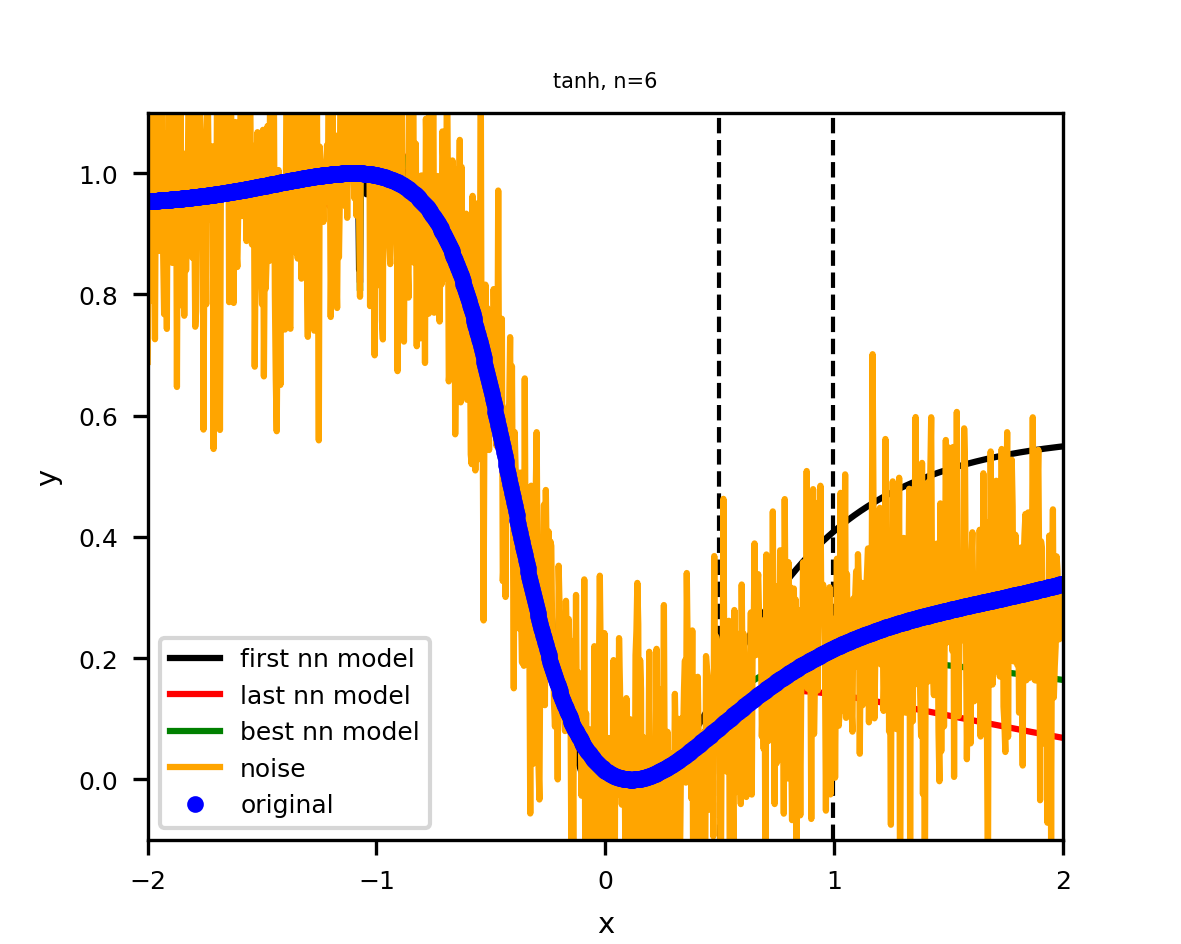 tanh, n=6
y
1.0
0.8
0.6
0.4
0.2
0.0
first nn model
last nn model
best nn model
noise
original
−2
−1
0
1
2
x